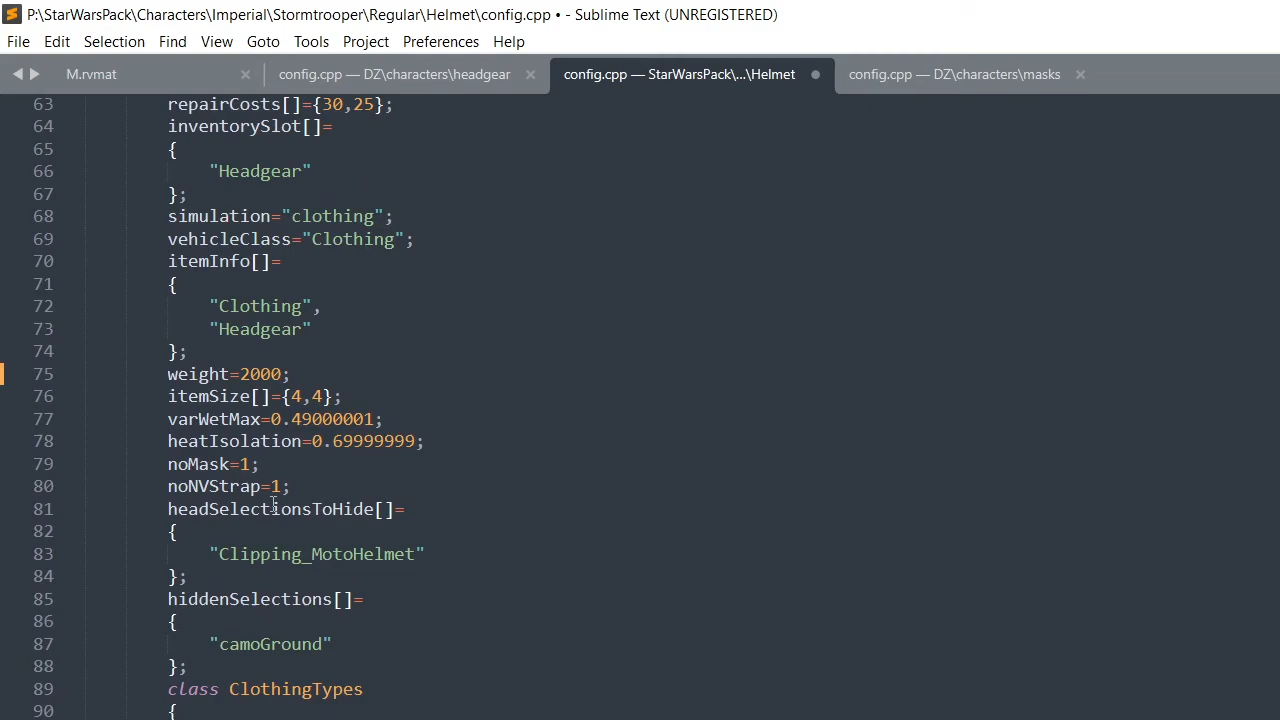 P:\StarWarsPack\Characters\Imperial\Stormtrooper\Regular\Helmet\config.cpp • - Sublime Text (UNREGISTERED)
File Edit Selection Find View Goto Tools Project Preferences Help
M.rvmat × config.cpp — DZ\characters\headgear × config.cpp — StarWarsPack\...\Helmet config.cpp — DZ\characters\masks ×
63 repairCosts[]={30,25};
64 inventorySlot[]=
65 {
66 "Headgear"
67 };
68 simulation="clothing";
69 vehicleClass="Clothing";
70 itemInfo[]=
71 {
72 "Clothing",
73 "Headgear"
74 };
75 weight=2000;
76 itemSize[]={4,4};
77 varWetMax=0.49000001;
78 heatIsolation=0.69999999;
79 noMask=1;
80 noNVStrap=1;
81 headSelectionsToHide[]=
82 {
83 "Clipping_MotoHelmet"
84 };
85 hiddenSelections[]=
86 {
87 "camoGround"
88 };
89 class ClothingTypes
90 {